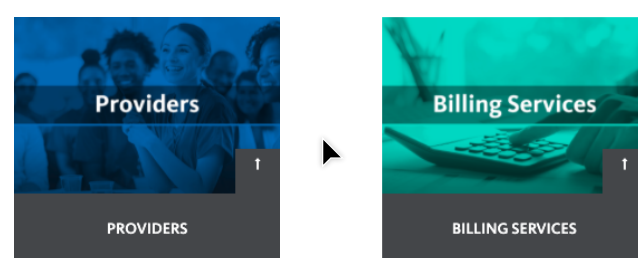 Providers
PROVIDERS
Billing Services
BILLING SERVICES